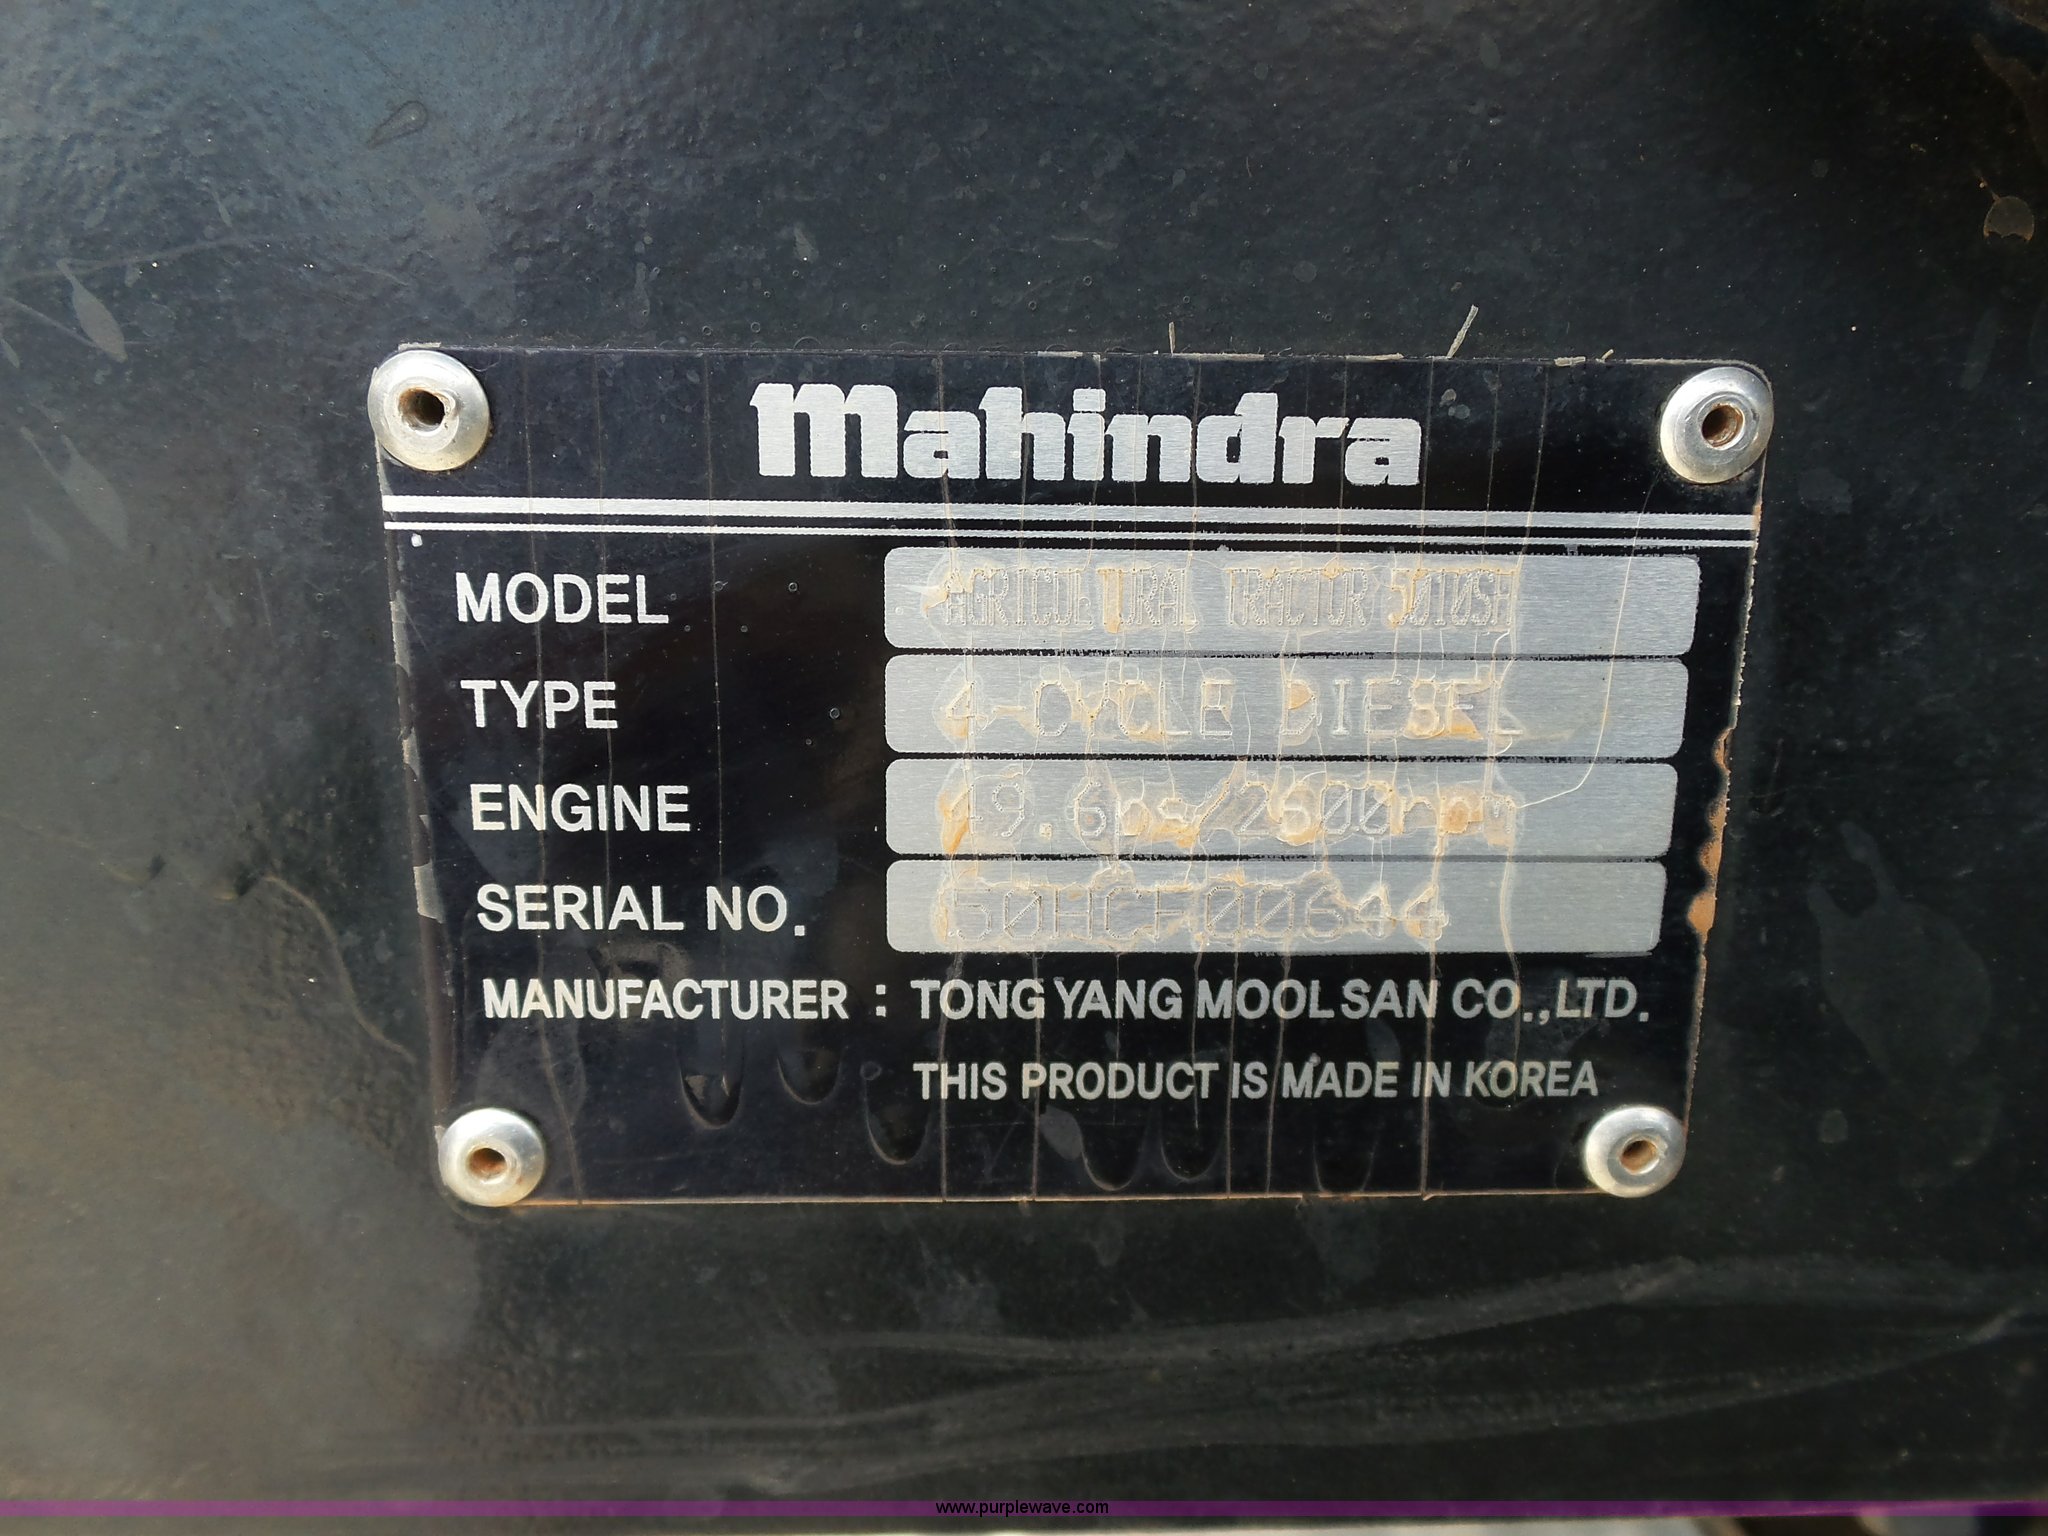 mahindra
MODEL AGRICULTURAL TRACTOR 5010SH
TYPE 4-CYCLE DIESEL
ENGINE 49.6ps/2600rpm
SERIAL NO. 50HCH00644
MANUFACTURER : TONG YANG MOOLSAN CO.,LTD.
THIS PRODUCT IS MADE IN KOREA
www.purplewave.com